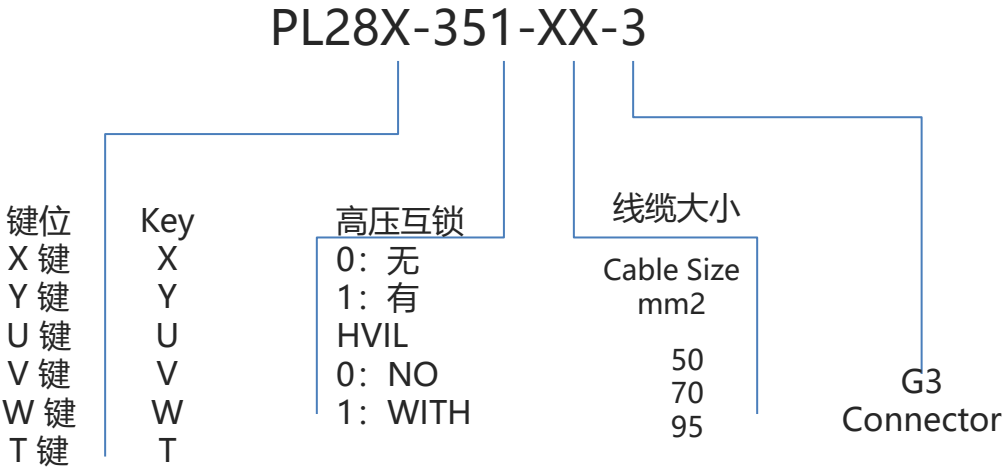 PL28X-351-XX-3
键位
X 键
Y 键
U 键
V 键
W 键
T 键
Key
X
Y
U
V
W
T
高压互锁
0：无
1：有
HVIL
0：NO
1：WITH
线缆大小
Cable Size
mm2
50
70
95
G3
Connector